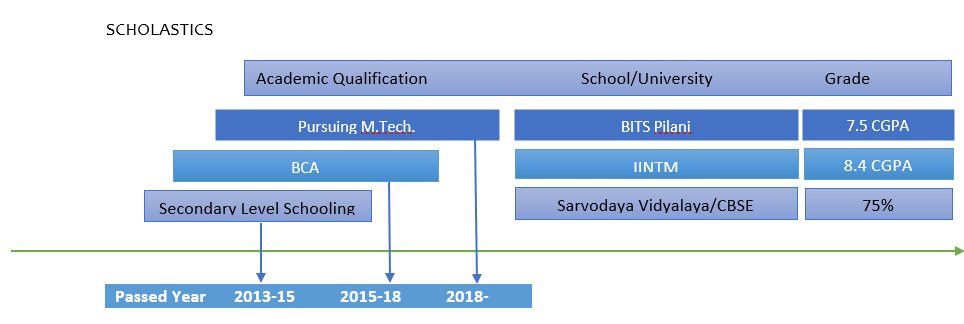 SCHOLASTICS
Academic Qualification School/University Grade
Pursuing M.Tech. BITS Pilani 7.5 CGPA
BCA IINTM 8.4 CGPA
Secondary Level Schooling Sarvodaya Vidyalaya/CBSE 75%
Passed Year 2013-15 2015-18 2018-